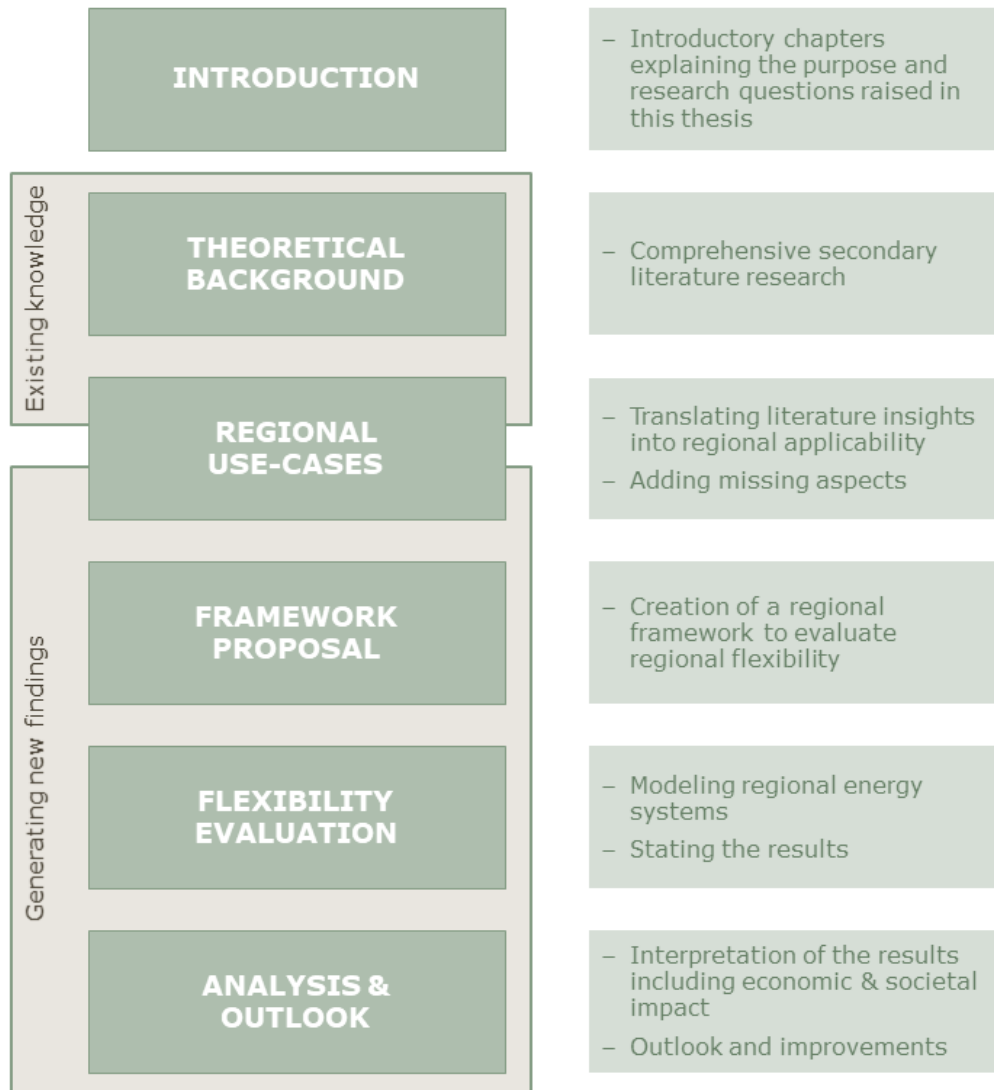 INTRODUCTION
– Introductory chapters
explaining the purpose and
research questions raised in
this thesis
Existing knowledge
THEORETICAL
BACKGROUND
– Comprehensive secondary
literature research
REGIONAL
USE-CASES
– Translating literature insights
into regional applicability
– Adding missing aspects
Generating new findings
FRAMEWORK
PROPOSAL
– Creation of a regional
framework to evaluate
regional flexibility
FLEXIBILITY
EVALUATION
– Modeling regional energy
systems
– Stating the results
ANALYSIS &
OUTLOOK
– Interpretation of the results
including economic & societal
impact
– Outlook and improvements